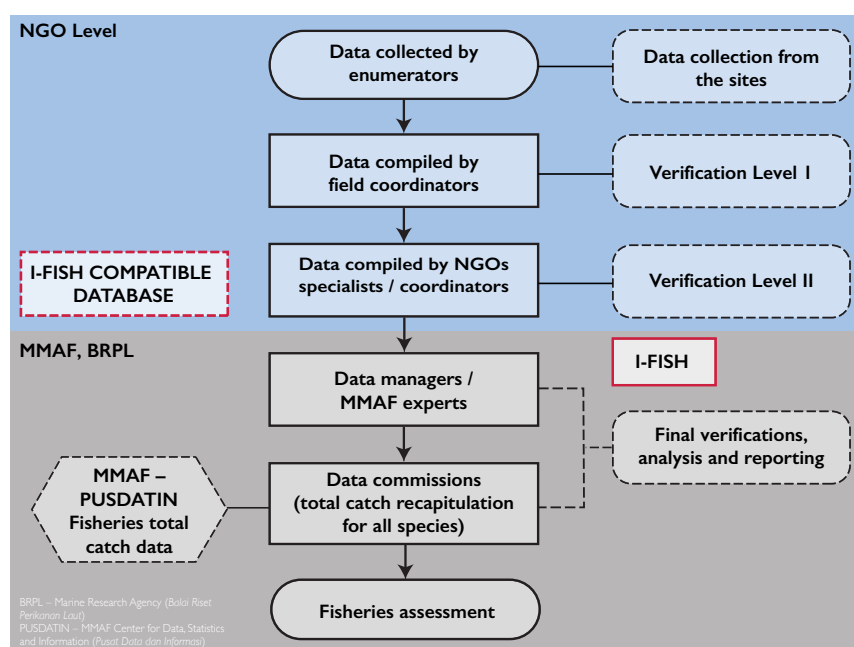 NGO Level
Data collected by
enumerators
Data collection from
the sites
Data compiled by
field coordinators
Verification Level I
I-FISH COMPATIBLE
DATABASE
Data compiled by NGOs
specialists / coordinators
Verification Level II
MMAF, BRPL
I-FISH
Data managers /
MMAF experts
Final verifications,
analysis and reporting
MMAF –
PUSDATIN
Fisheries total
catch data
Data commissions
(total catch recapitulation
for all species)
Fisheries assessment
BRPL – Marine Research Agency (Balai Riset
Perikanan Laut)
PUSDATIN – MMAF Center for Data, Statistics
and Information (Pusat Data dan Informasi)